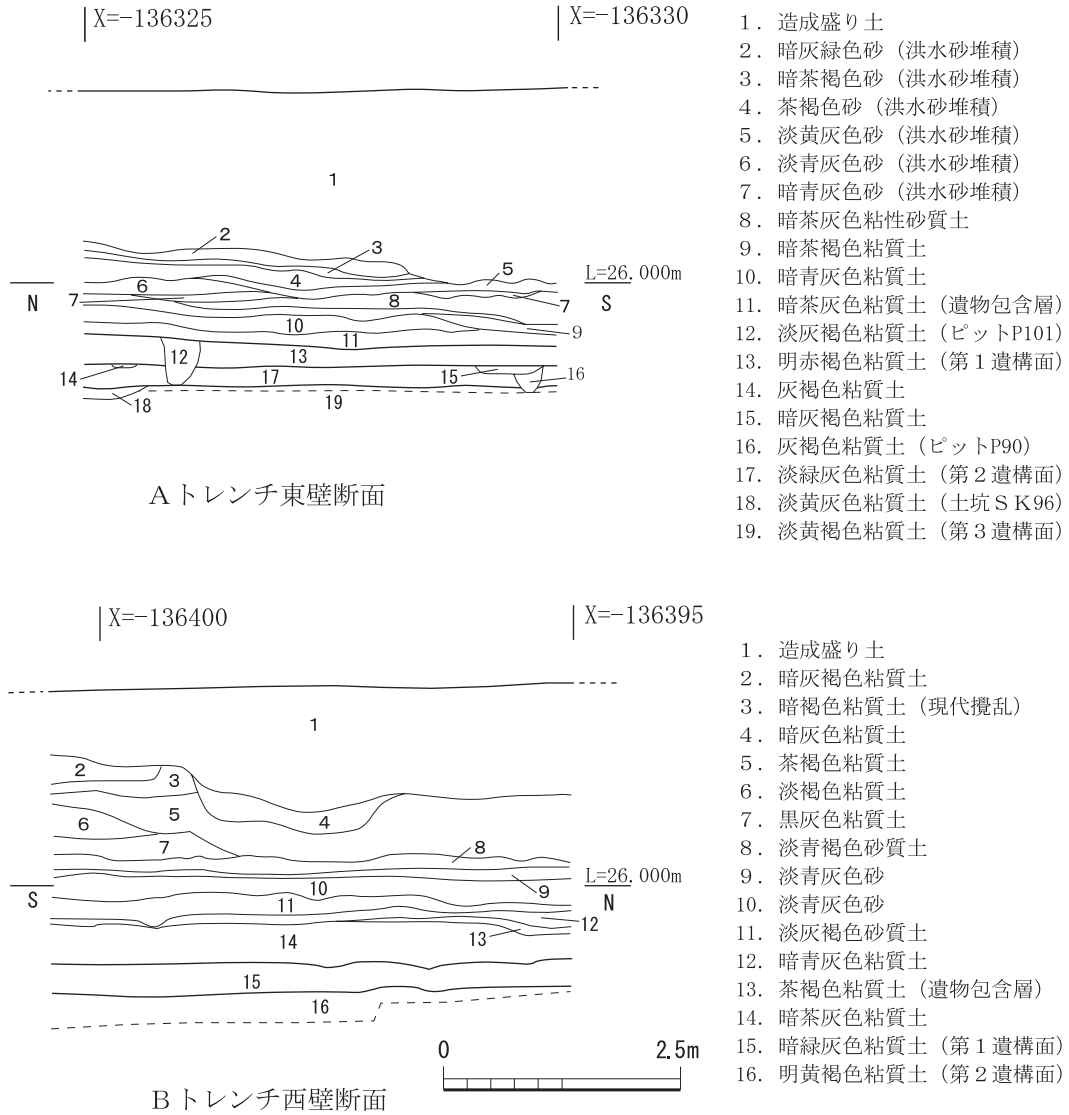 X=-136325
X=-136330
1
2
3
4
5
6
7
7
8
9
10
11
12
13
14
15
16
17
18
19
N
L=26.000m
S
Aトレンチ東壁断面
1. 造成盛り土
2. 暗灰緑色砂（洪水砂堆積）
3. 暗茶褐色砂（洪水砂堆積）
4. 茶褐色砂（洪水砂堆積）
5. 淡黄灰色砂（洪水砂堆積）
6. 淡青灰色砂（洪水砂堆積）
7. 暗青灰色砂（洪水砂堆積）
8. 暗茶灰色粘性砂質土
9. 暗茶褐色粘質土
10. 暗青灰色粘質土
11. 暗茶灰色粘質土（遺物包含層）
12. 淡灰褐色粘質土（ピットP101）
13. 明赤褐色粘質土（第１遺構面）
14. 灰褐色粘質土
15. 暗灰褐色粘質土
16. 灰褐色粘質土（ピットP90）
17. 淡緑灰色粘質土（第２遺構面）
18. 淡黄灰色粘質土（土坑ＳＫ96）
19. 淡黄褐色粘質土（第３遺構面）
X=-136400
X=-136395
1
2
3
4
5
6
7
8
9
10
11
12
13
14
15
16
S
L=26.000m
N
0
2.5m
Bトレンチ西壁断面
1. 造成盛り土
2. 暗灰褐色粘質土
3. 暗褐色粘質土（現代攪乱）
4. 暗灰色粘質土
5. 茶褐色粘質土
6. 淡褐色粘質土
7. 黒灰色粘質土
8. 淡青褐色砂質土
9. 淡青灰色砂
10. 淡青灰色砂
11. 淡灰褐色砂質土
12. 暗青灰色粘質土
13. 茶褐色粘質土（遺物包含層）
14. 暗茶灰色粘質土
15. 暗緑灰色粘質土（第１遺構面）
16. 明黄褐色粘質土（第２遺構面）